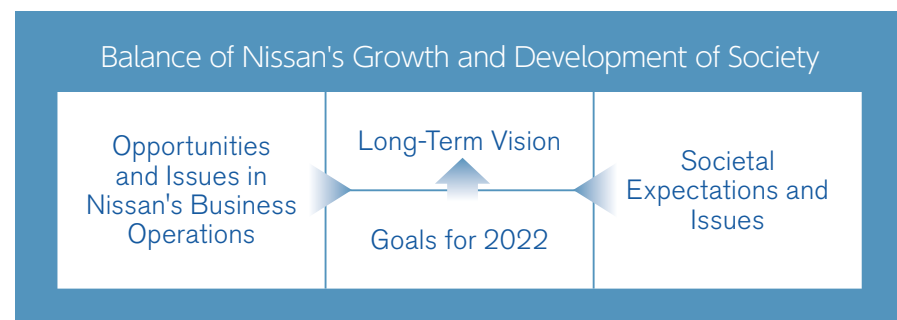 Balance of Nissan's Growth and Development of Society
Opportunities
and Issues in
Nissan's Business
Operations
Long-Term Vision
Goals for 2022
Societal
Expectations and
Issues